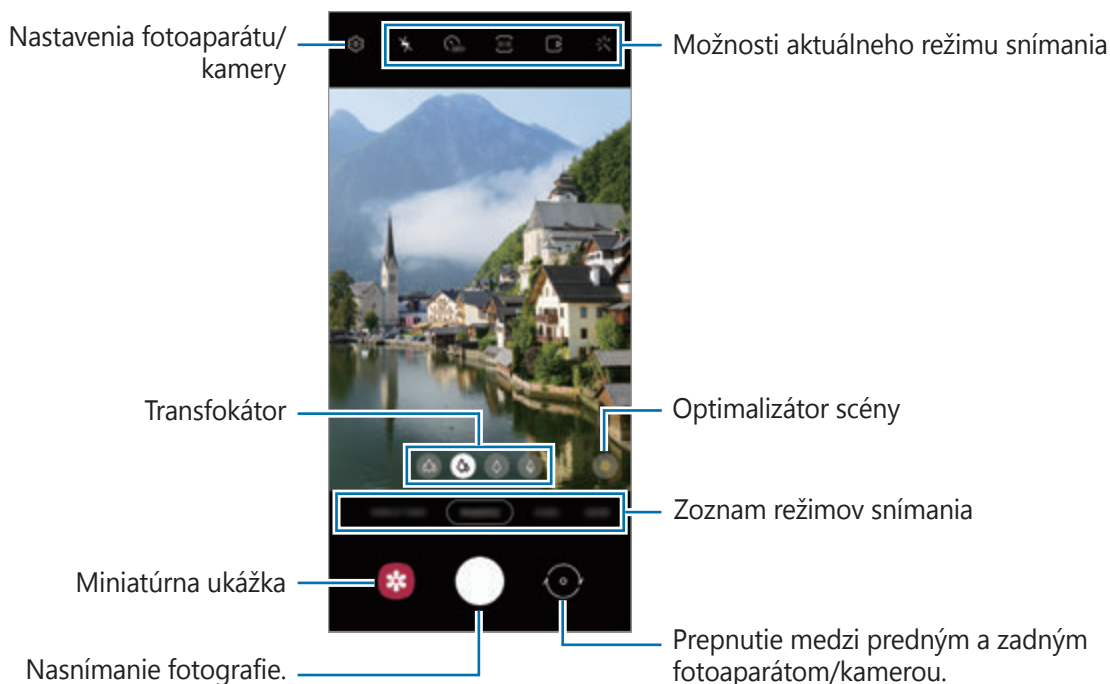 Nastavenia fotoaparátu/
kamery
Možnosti aktuálneho režimu snímania
Transfokátor
Optimalizátor scény
Zoznam režimov snímania
Miniatúrna ukážka
Prepnutie medzi predným a zadným
fotoaparátom/kamerou.
Nasnímanie fotografie.